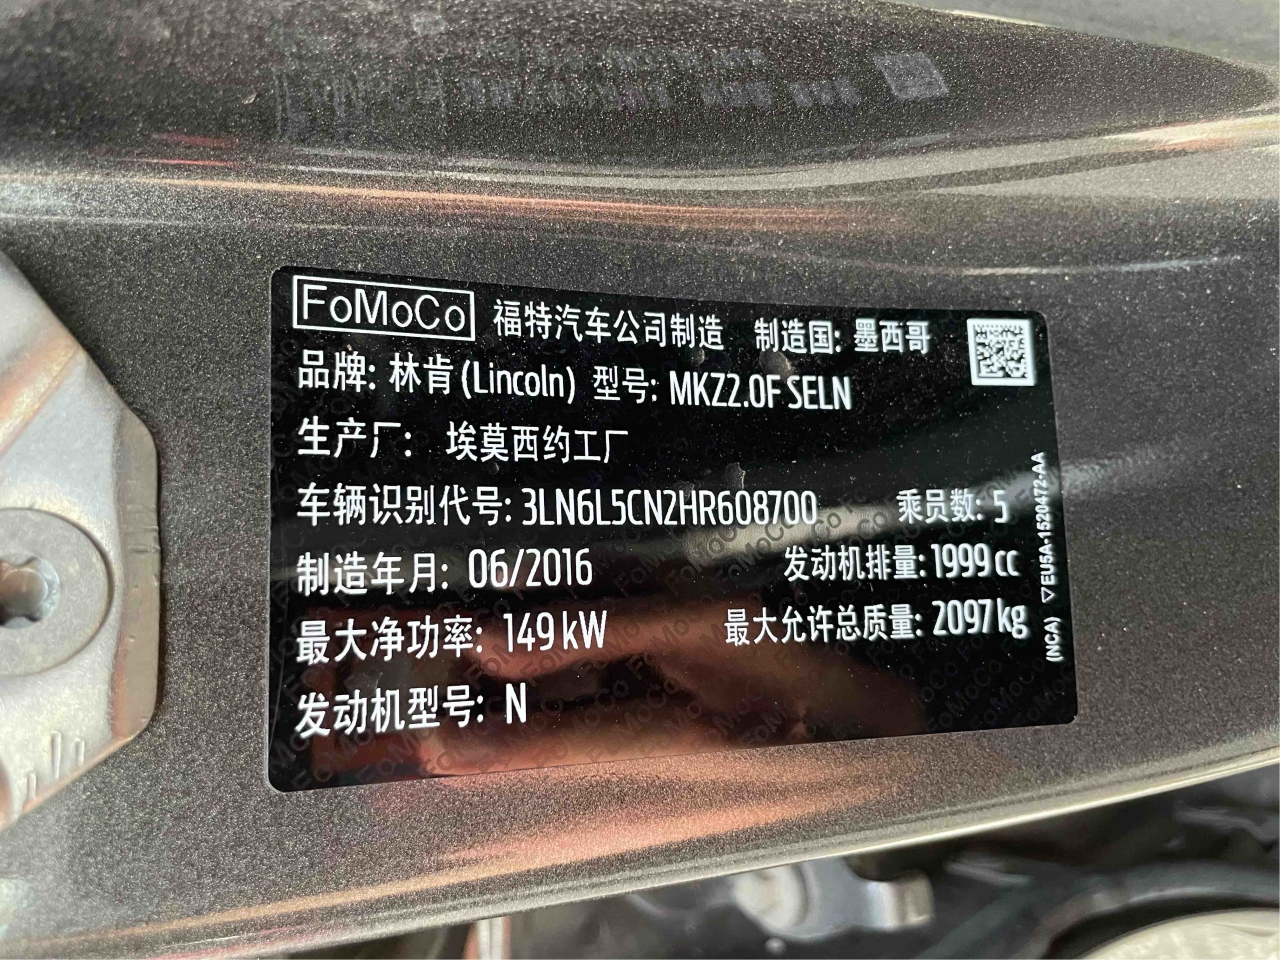 FoMoCo 福特汽车公司制造 制造国: 墨西哥
品牌: 林肯 (Lincoln) 型号: MKZ2.0F SELN
生产厂: 埃莫西约工厂
车辆识别代号: 3LN6L5CN2HR608700 乘员数: 5
制造年月: 06/2016 发动机排量: 1999 cc
最大净功率: 149 kW 最大允许总质量: 2097 kg
发动机型号: N
(NCA) ▽EU5A-1520472-AA